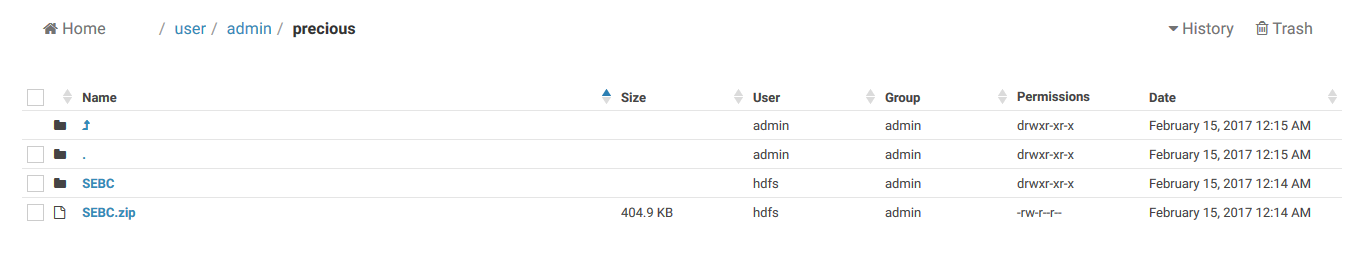 Home / user / admin / precious History Trash
Name Size User Group Permissions Date
admin admin drwxr-xr-x February 15, 2017 12:15 AM
. admin admin drwxr-xr-x February 15, 2017 12:15 AM
SEBC hdfs admin drwxr-xr-x February 15, 2017 12:14 AM
SEBC.zip 404.9 KB hdfs admin -rw-r--r-- February 15, 2017 12:14 AM